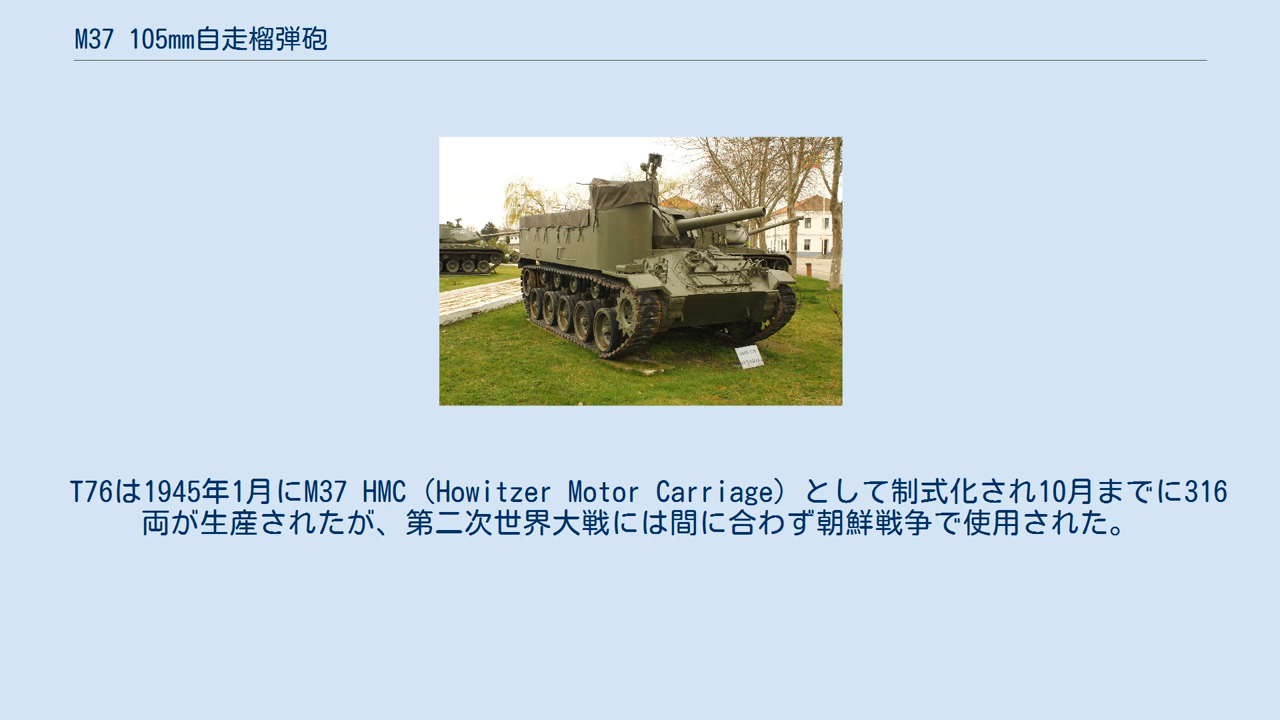 M37 105mm自走榴弾砲
T76は1945年1月にM37 HMC（Howitzer Motor Carriage）として制式化され10月までに316
両が生産されたが、第二次世界大戦には間に合わず朝鮮戦争で使用された。